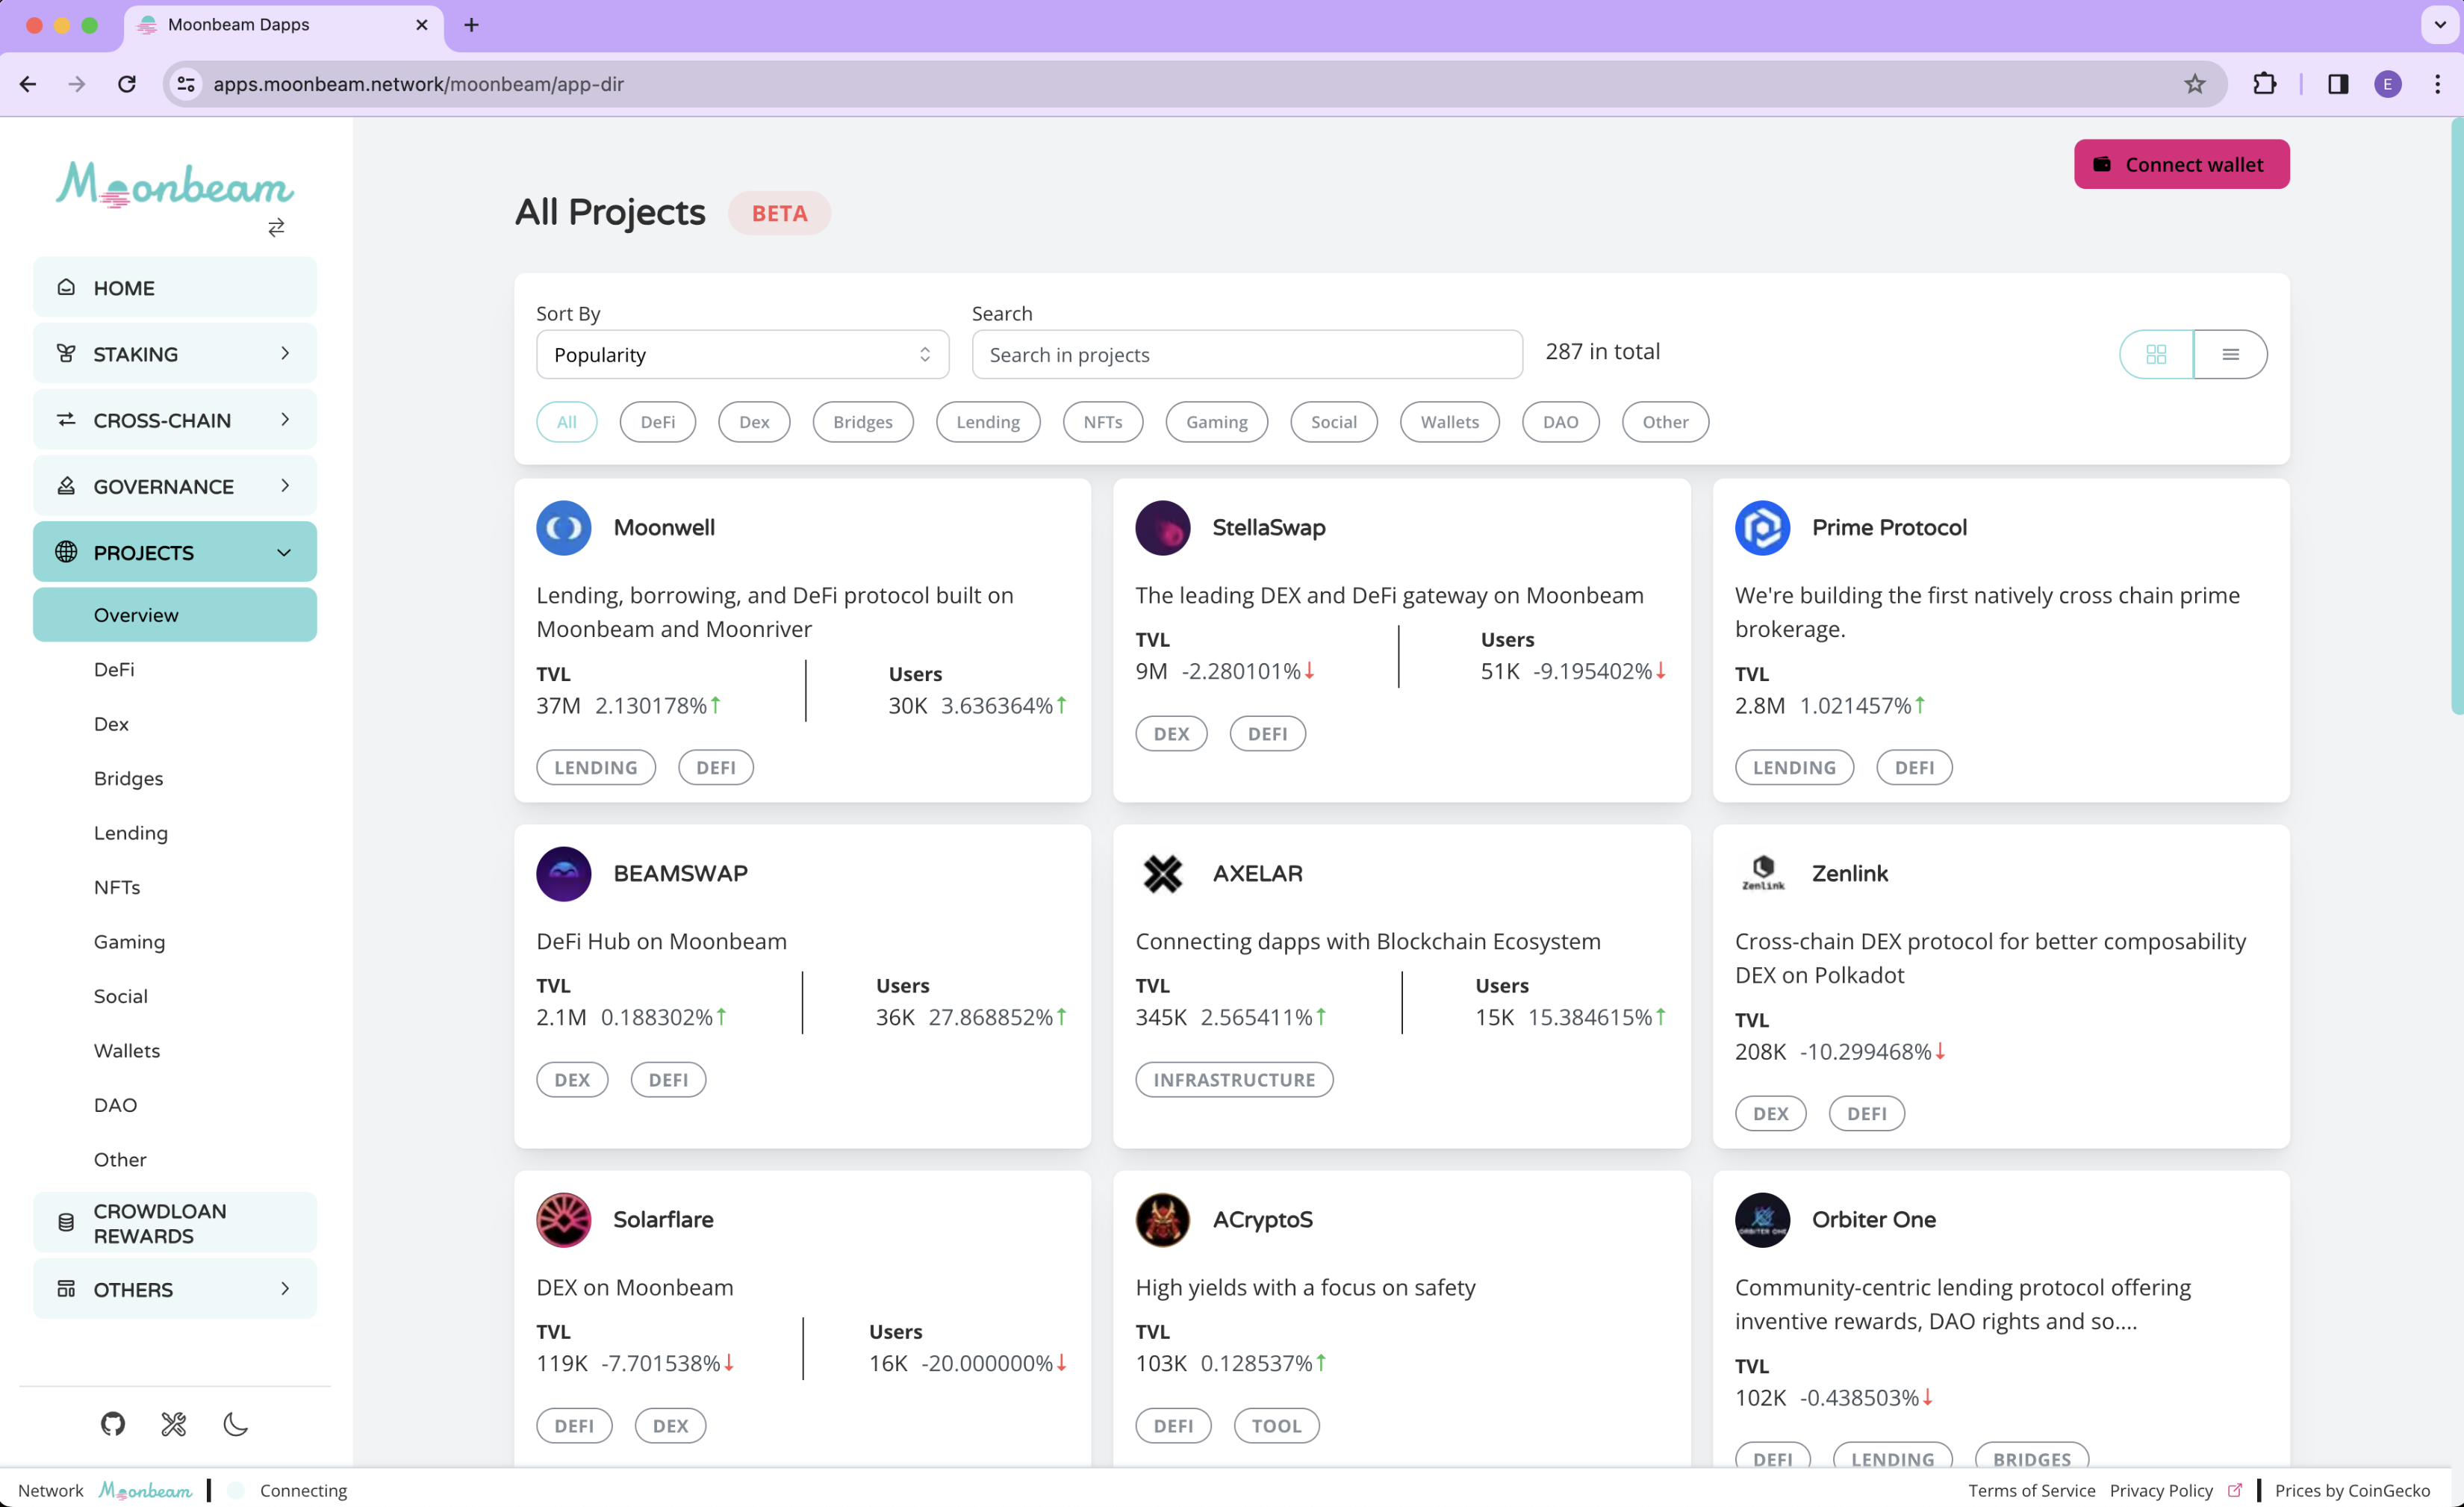 Moonbeam Dapps
apps.moonbeam.network/moonbeam/app-dir
E
Moonbeam
HOME
STAKING
CROSS-CHAIN
GOVERNANCE
PROJECTS
Overview
DeFi
Dex
Bridges
Lending
NFTs
Gaming
Social
Wallets
DAO
Other
CROWDLOAN
REWARDS
OTHERS
Connect wallet
All Projects BETA
Sort By
Popularity
Search
Search in projects
287 in total
All DeFi Dex Bridges Lending NFTs Gaming Social Wallets DAO Other
Moonwell
Lending, borrowing, and DeFi protocol built on
Moonbeam and Moonriver
TVL
37M 2.130178%
Users
30K 3.636364%
LENDING DEFI
StellaSwap
The leading DEX and DeFi gateway on Moonbeam
TVL
9M -2.280101%
Users
51K -9.195402%
DEX DEFI
Prime Protocol
We're building the first natively cross chain prime
brokerage.
TVL
2.8M 1.021457%
LENDING DEFI
BEAMSWAP
DeFi Hub on Moonbeam
TVL
2.1M 0.188302%
Users
36K 27.868852%
DEX DEFI
AXELAR
Connecting dapps with Blockchain Ecosystem
TVL
345K 2.565411%
Users
15K 15.384615%
INFRASTRUCTURE
Zenlink
Zenlink
Cross-chain DEX protocol for better composability
DEX on Polkadot
TVL
208K -10.299468%
DEX DEFI
Solarflare
DEX on Moonbeam
TVL
119K -7.701538%
Users
16K -20.000000%
DEFI DEX
ACryptoS
High yields with a focus on safety
TVL
103K 0.128537%
DEFI TOOL
ORBITER ONE
Orbiter One
Community-centric lending protocol offering
inventive rewards, DAO rights and so....
TVL
102K -0.438503%
DEFI LENDING BRIDGES
Network Moonbeam Connecting
Terms of Service Privacy Policy Prices by CoinGecko